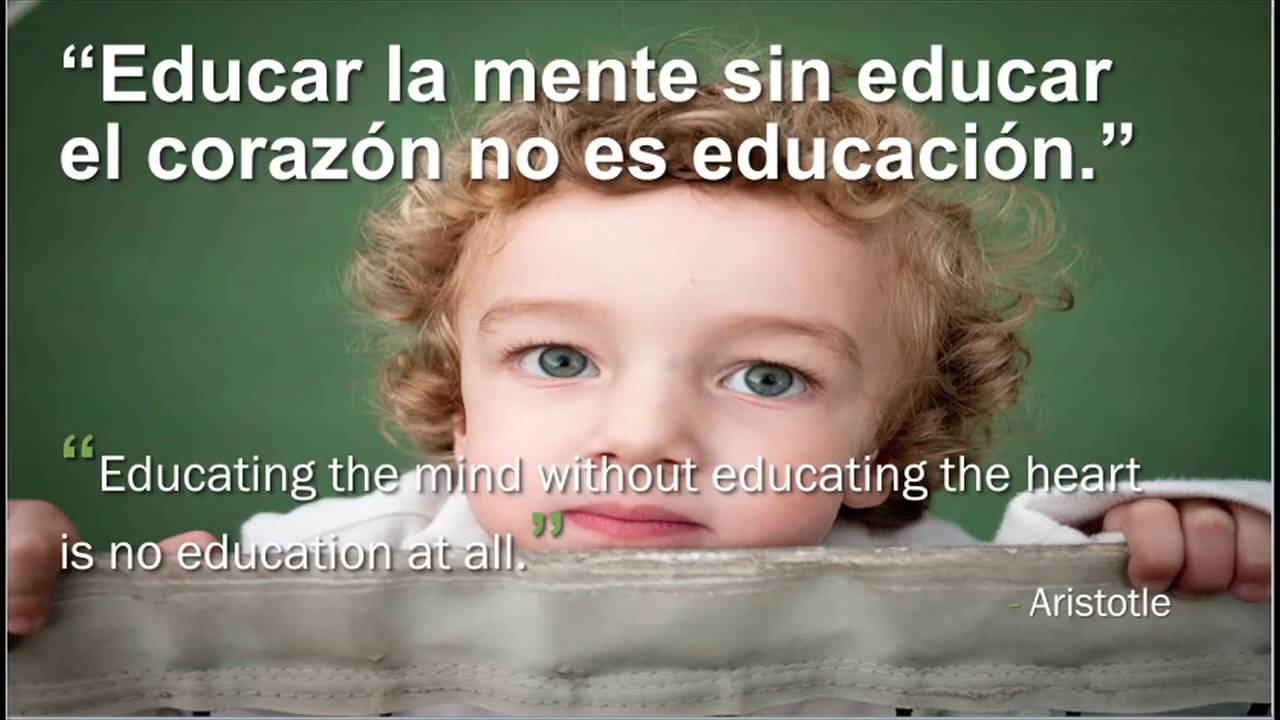 “Educar la mente sin educar
el corazón no es educación.”
“Educating the mind without educating the heart
is no education at all.”
- Aristotle